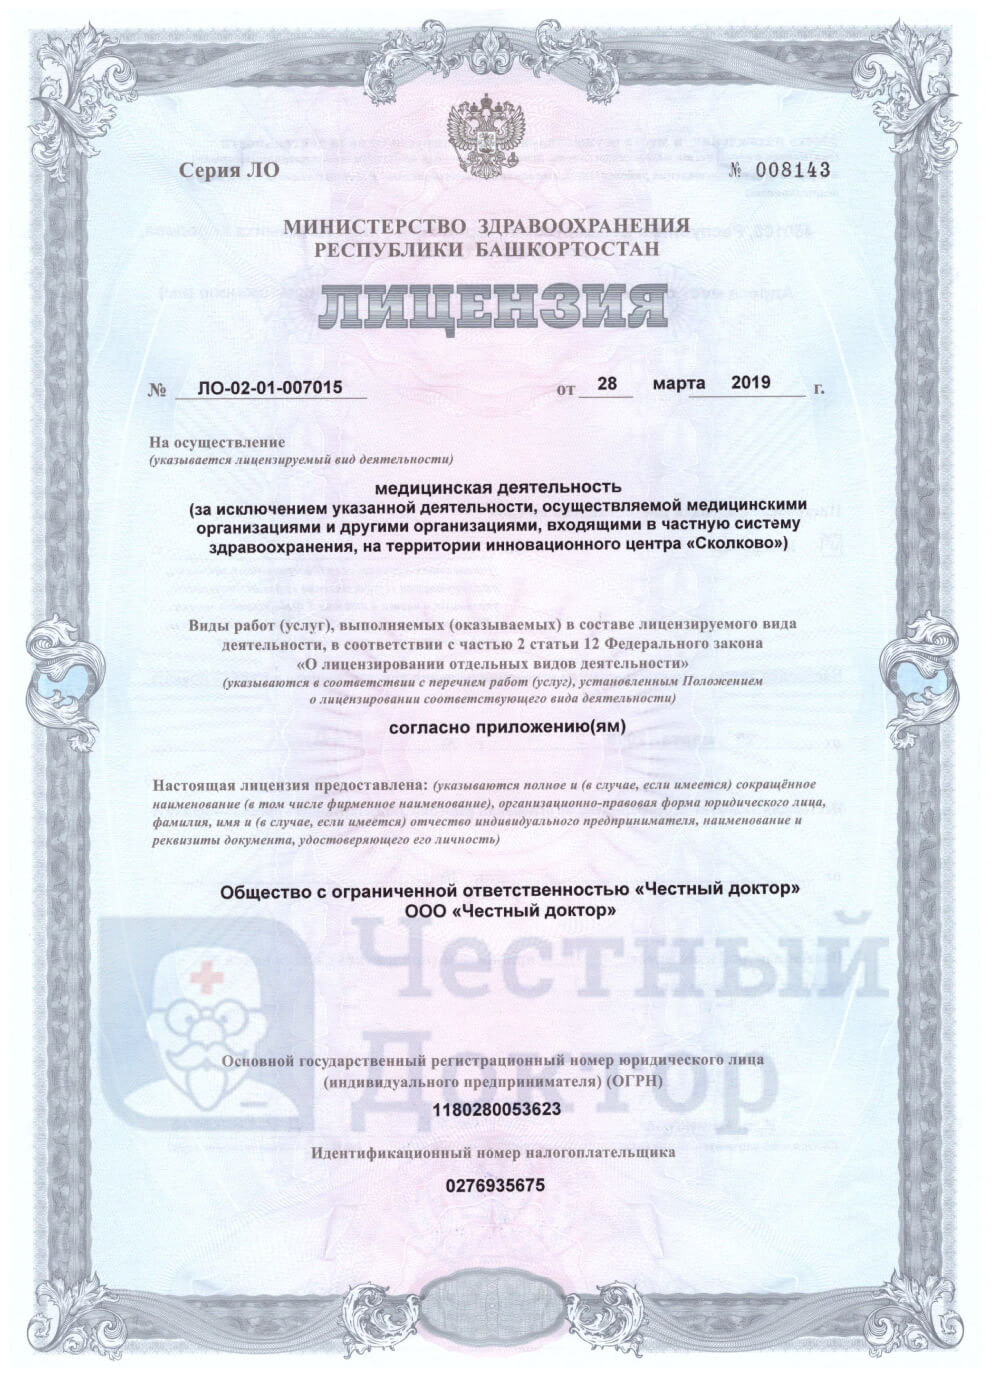 Серия ЛО
№ 008143
МИНИСТЕРСТВО ЗДРАВООХРАНЕНИЯ
РЕСПУБЛИКИ БАШКОРТОСТАН
ЛИЦЕНЗИЯ
№ ЛО-02-01-007015 от 28 марта 2019 г.
На осуществление
(указывается лицензируемый вид деятельности)
медицинская деятельность
(за исключением указанной деятельности, осуществляемой медицинскими
организациями и другими организациями, входящими в частную систему
здравоохранения, на территории инновационного центра «Сколково»)
Виды работ (услуг), выполняемых (оказываемых) в составе лицензируемого вида
деятельности, в соответствии с частью 2 статьи 12 Федерального закона
«О лицензировании отдельных видов деятельности»
(указываются в соответствии с перечнем работ (услуг), установленным Положением
о лицензировании соответствующего вида деятельности)
согласно приложению(ям)
Настоящая лицензия предоставлена: (указываются полное и (в случае, если имеется) сокращённое
наименование (в том числе фирменное наименование), организационно-правовая форма юридического лица,
фамилия, имя и (в случае, если имеется) отчество индивидуального предпринимателя, наименование и
реквизиты документа, удостоверяющего его личность)
Общество с ограниченной ответственностью «Честный доктор»
ООО «Честный доктор»
Честный
Доктор
Основной государственный регистрационный номер юридического лица
(индивидуального предпринимателя) (ОГРН)
1180280053623
Идентификационный номер налогоплательщика
0276935675